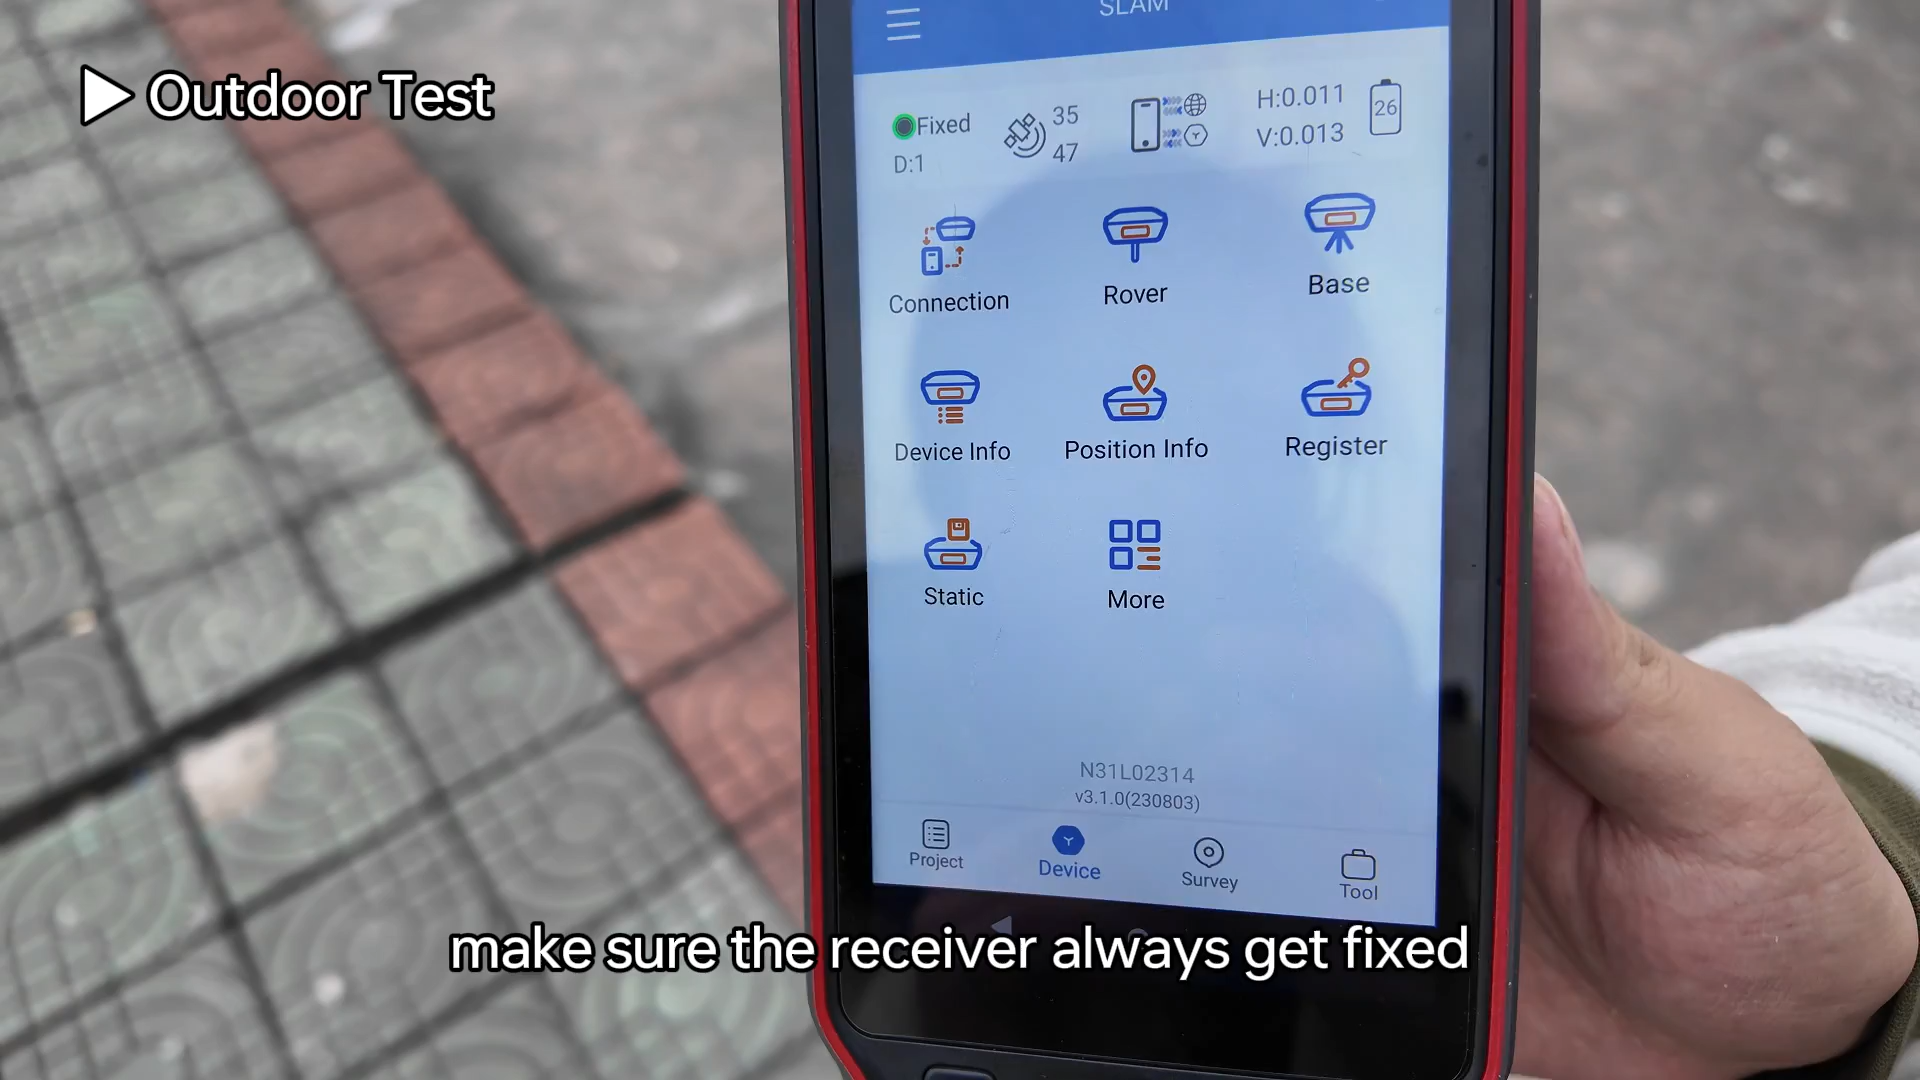 SLAM
Outdoor Test
Fixed
D:1
35
47
H:0.011
V:0.013
26
Connection
Rover
Base
Device Info
Position Info
Register
Static
More
N31L02314
v3.1.0(230803)
Project
Device
Survey
Tool
make sure the receiver always get fixed